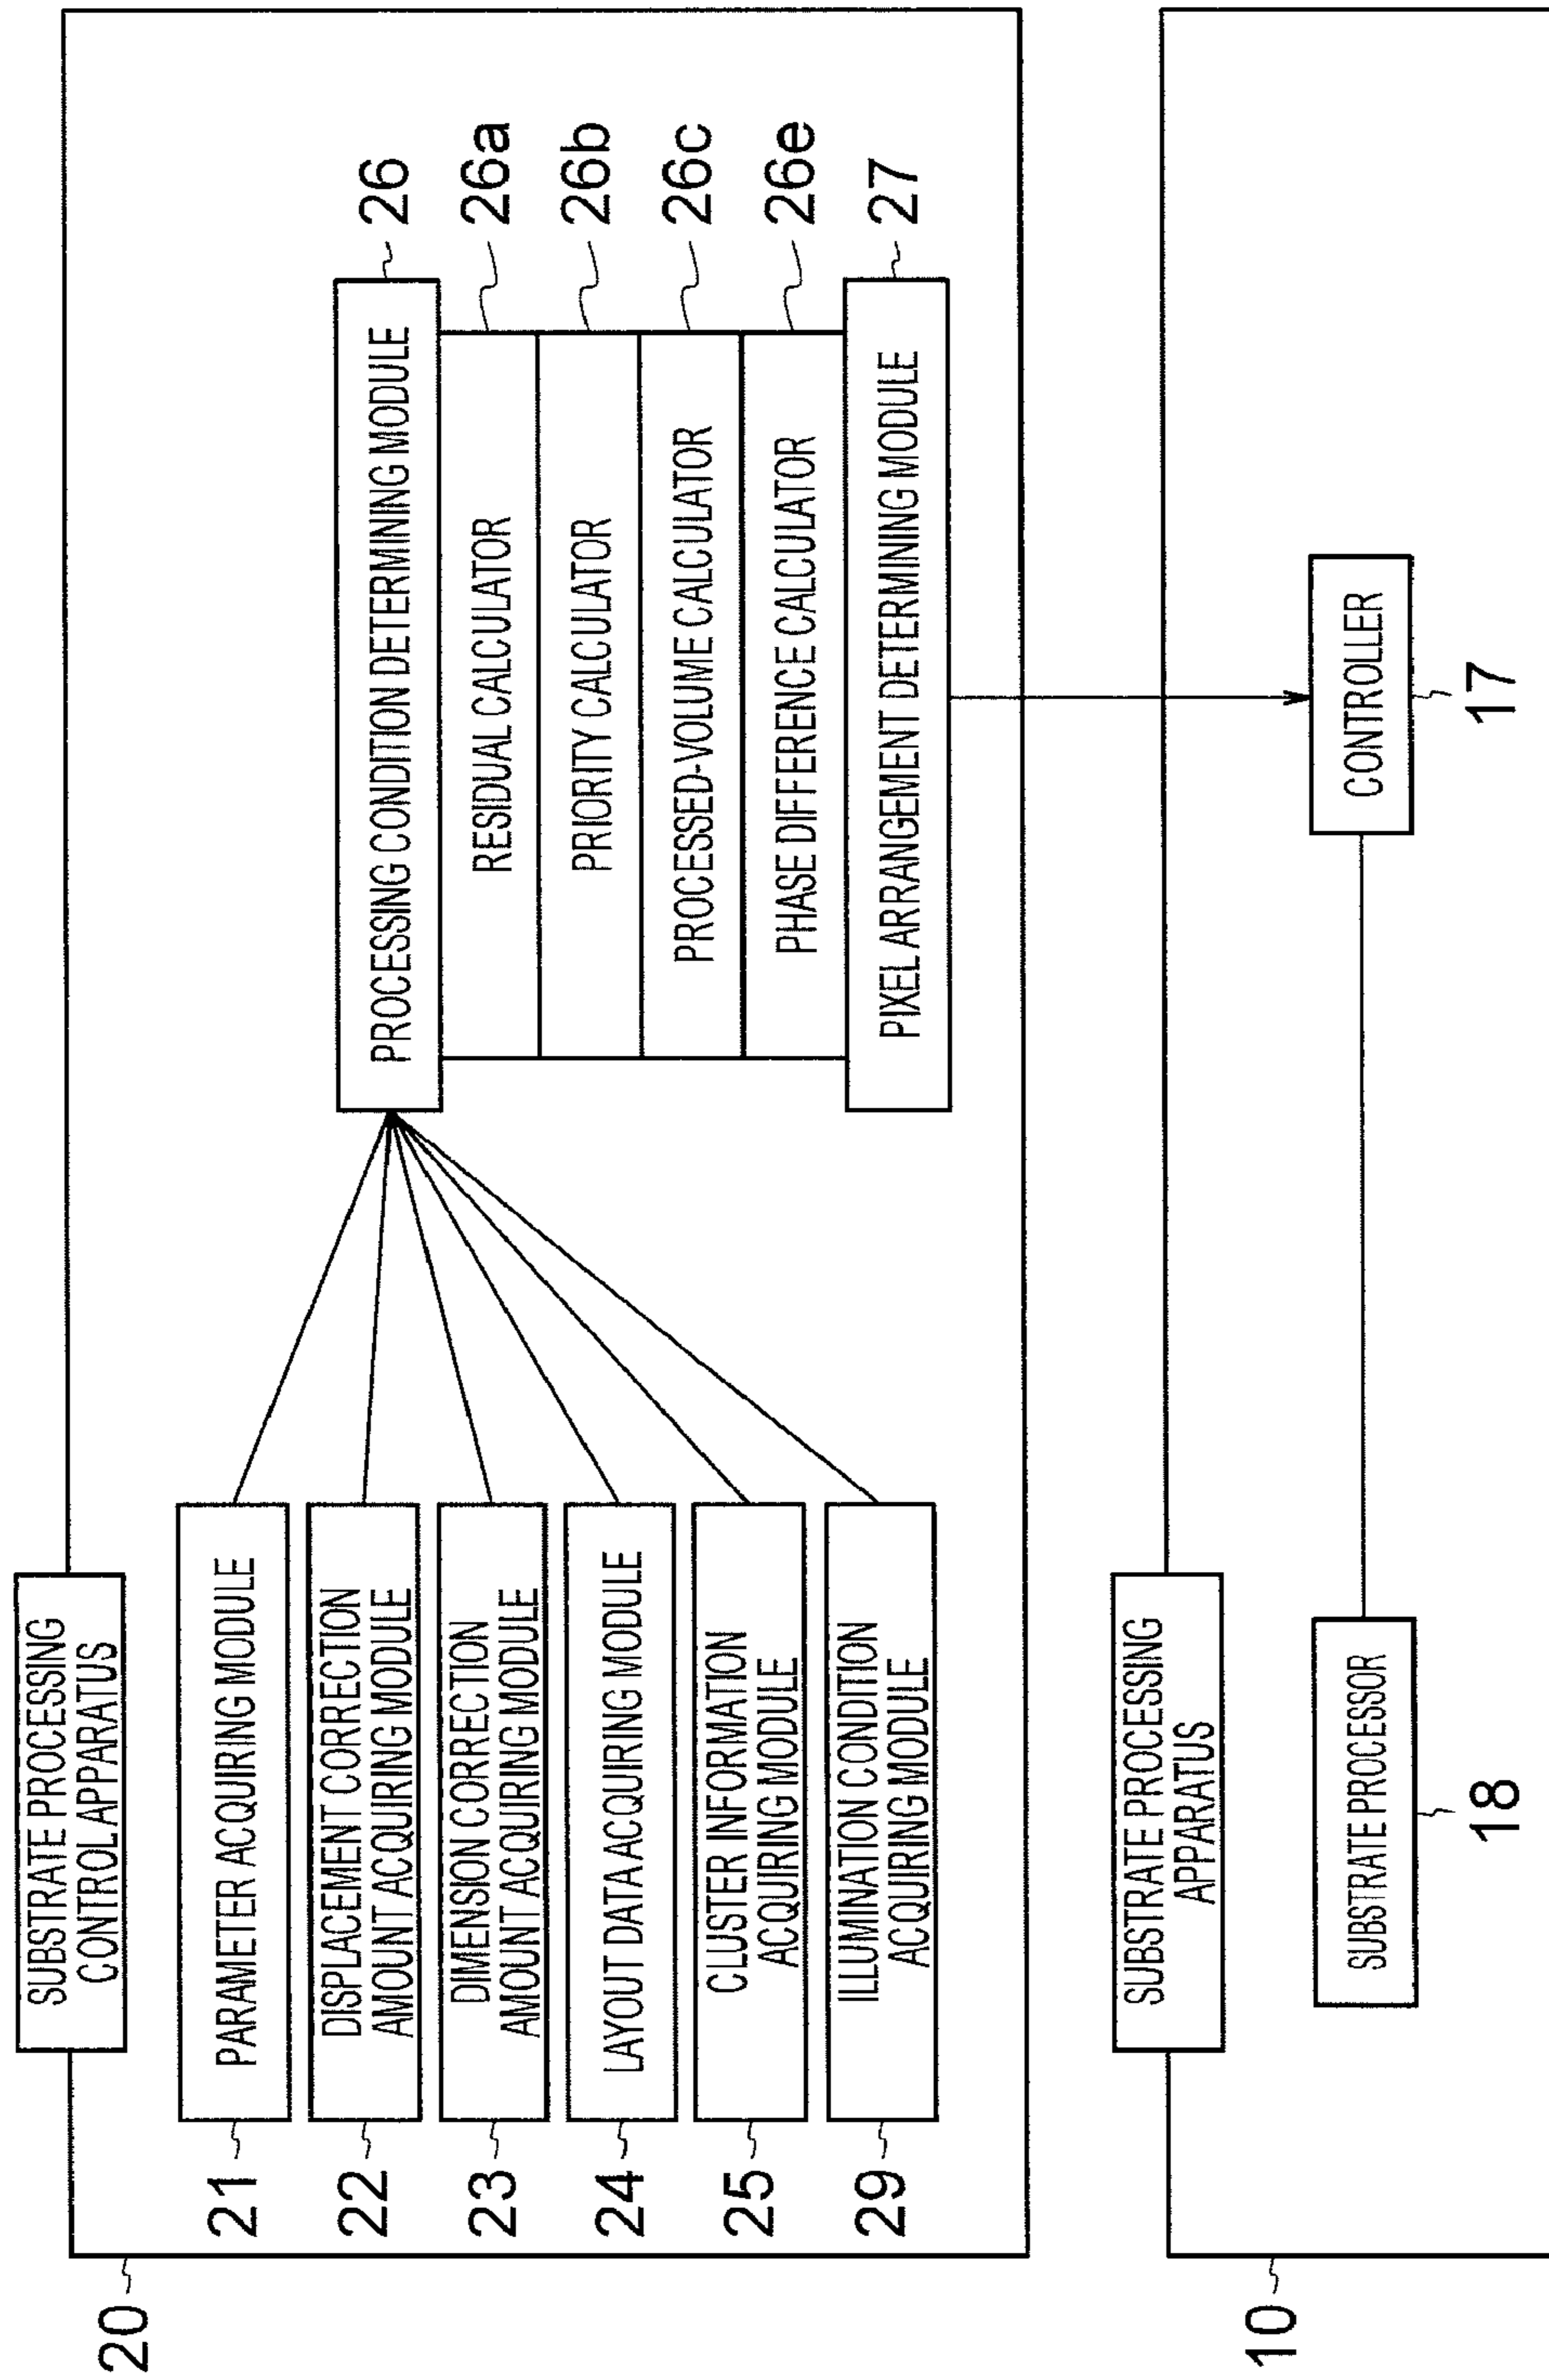 20
SUBSTRATE PROCESSING
CONTROL APPARATUS
21
PARAMETER ACQUIRING MODULE
22
DISPLACEMENT CORRECTION
AMOUNT ACQUIRING MODULE
23
DIMENSION CORRECTION
AMOUNT ACQUIRING MODULE
24
LAYOUT DATA ACQUIRING MODULE
25
CLUSTER INFORMATION
ACQUIRING MODULE
29
ILLUMINATION CONDITION
ACQUIRING MODULE
PROCESSING CONDITION DETERMINING MODULE
26
RESIDUAL CALCULATOR
26a
PRIORITY CALCULATOR
26b
PROCESSED-VOLUME CALCULATOR
26c
PHASE DIFFERENCE CALCULATOR
26e
PIXEL ARRANGEMENT DETERMINING MODULE
27
10
SUBSTRATE PROCESSING
APPARATUS
SUBSTRATE PROCESSOR
18
CONTROLLER
17